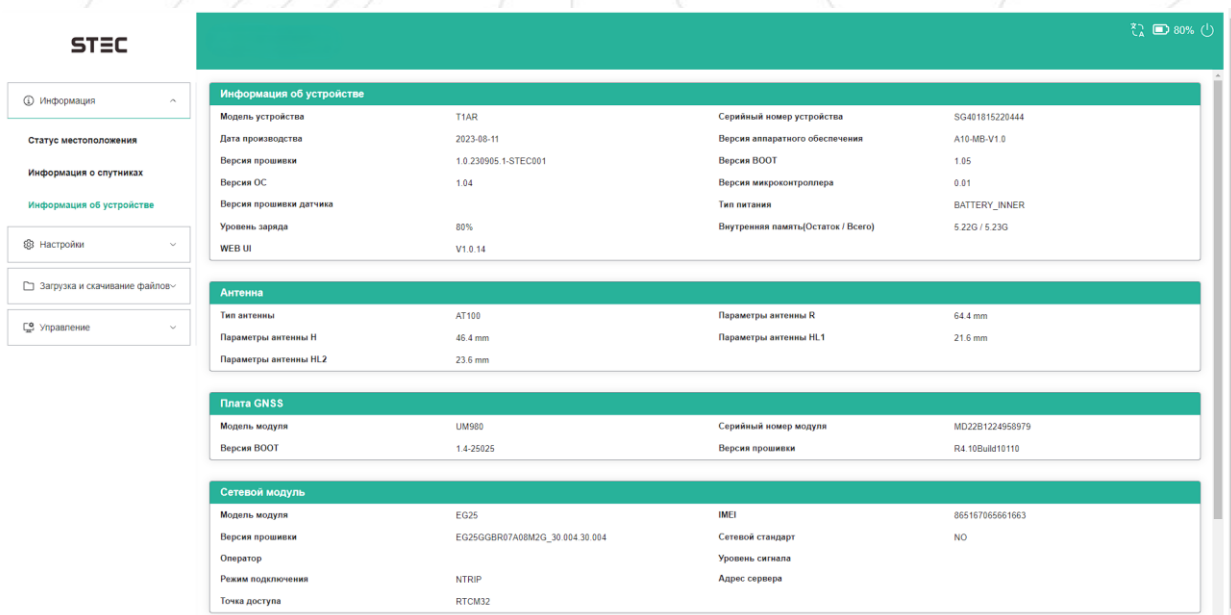 STEC
80%
Информация
Статус местоположения
Информация о спутниках
Информация об устройстве
Настройки
Загрузка и скачивание файлов
Управление
Информация об устройстве
Модель устройства T1AR Серийный номер устройства SG401815220444
Дата производства 2023-08-11 Версия аппаратного обеспечения A10-MB-V1.0
Версия прошивки 1.0.230905.1-STEC001 Версия BOOT 1.05
Версия ОС 1.04 Версия микроконтроллера 0.01
Версия прошивки датчика Тип питания BATTERY_INNER
Уровень заряда 80% Внутренняя память(Остаток / Всего) 5.22G / 5.23G
WEB UI V1.0.14
Антенна
Тип антенны AT100 Параметры антенны R 64.4 mm
Параметры антенны H 46.4 mm Параметры антенны HL1 21.6 mm
Параметры антенны HL2 23.6 mm
Плата GNSS
Модель модуля UM980 Серийный номер модуля MD22B1224958979
Версия BOOT 1.4-25025 Версия прошивки R4.10Build10110
Сетевой модуль
Модель модуля EG25 IMEI 865167065661663
Версия прошивки EG25GGBR07A08M2G_30.004.30.004 Сетевой стандарт NO
Оператор Уровень сигнала
Режим подключения NTRIP Адрес сервера
Точка доступа RTCM32